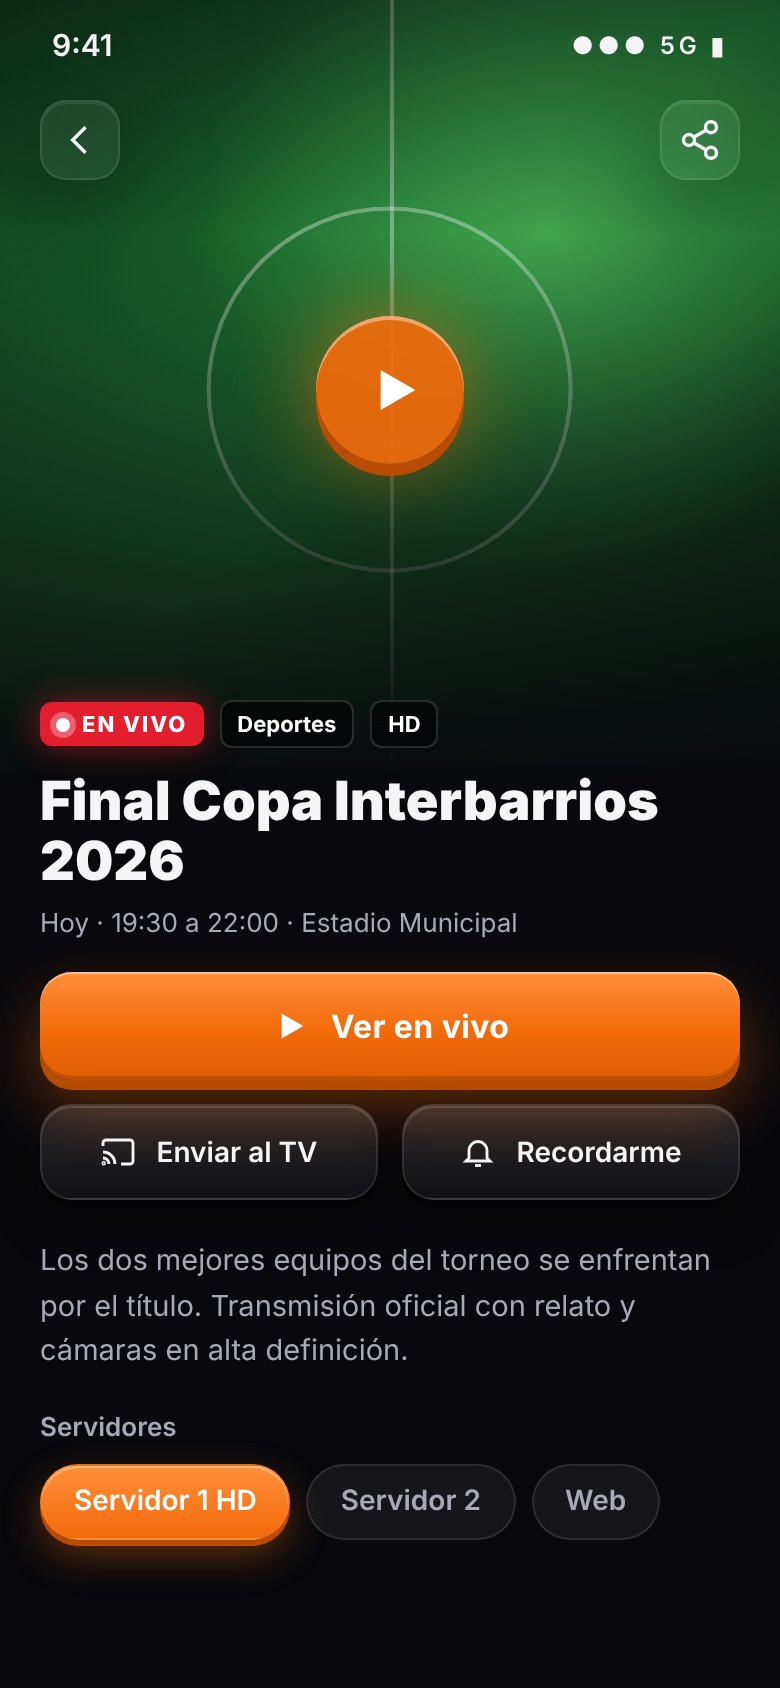 9:41
5G
EN VIVO
Deportes
HD
Final Copa Interbarrios
2026
Hoy · 19:30 a 22:00 · Estadio Municipal
Ver en vivo
Enviar al TV
Recordarme
Los dos mejores equipos del torneo se enfrentan
por el título. Transmisión oficial con relato y
cámaras en alta definición.
Servidores
Servidor 1 HD
Servidor 2
Web